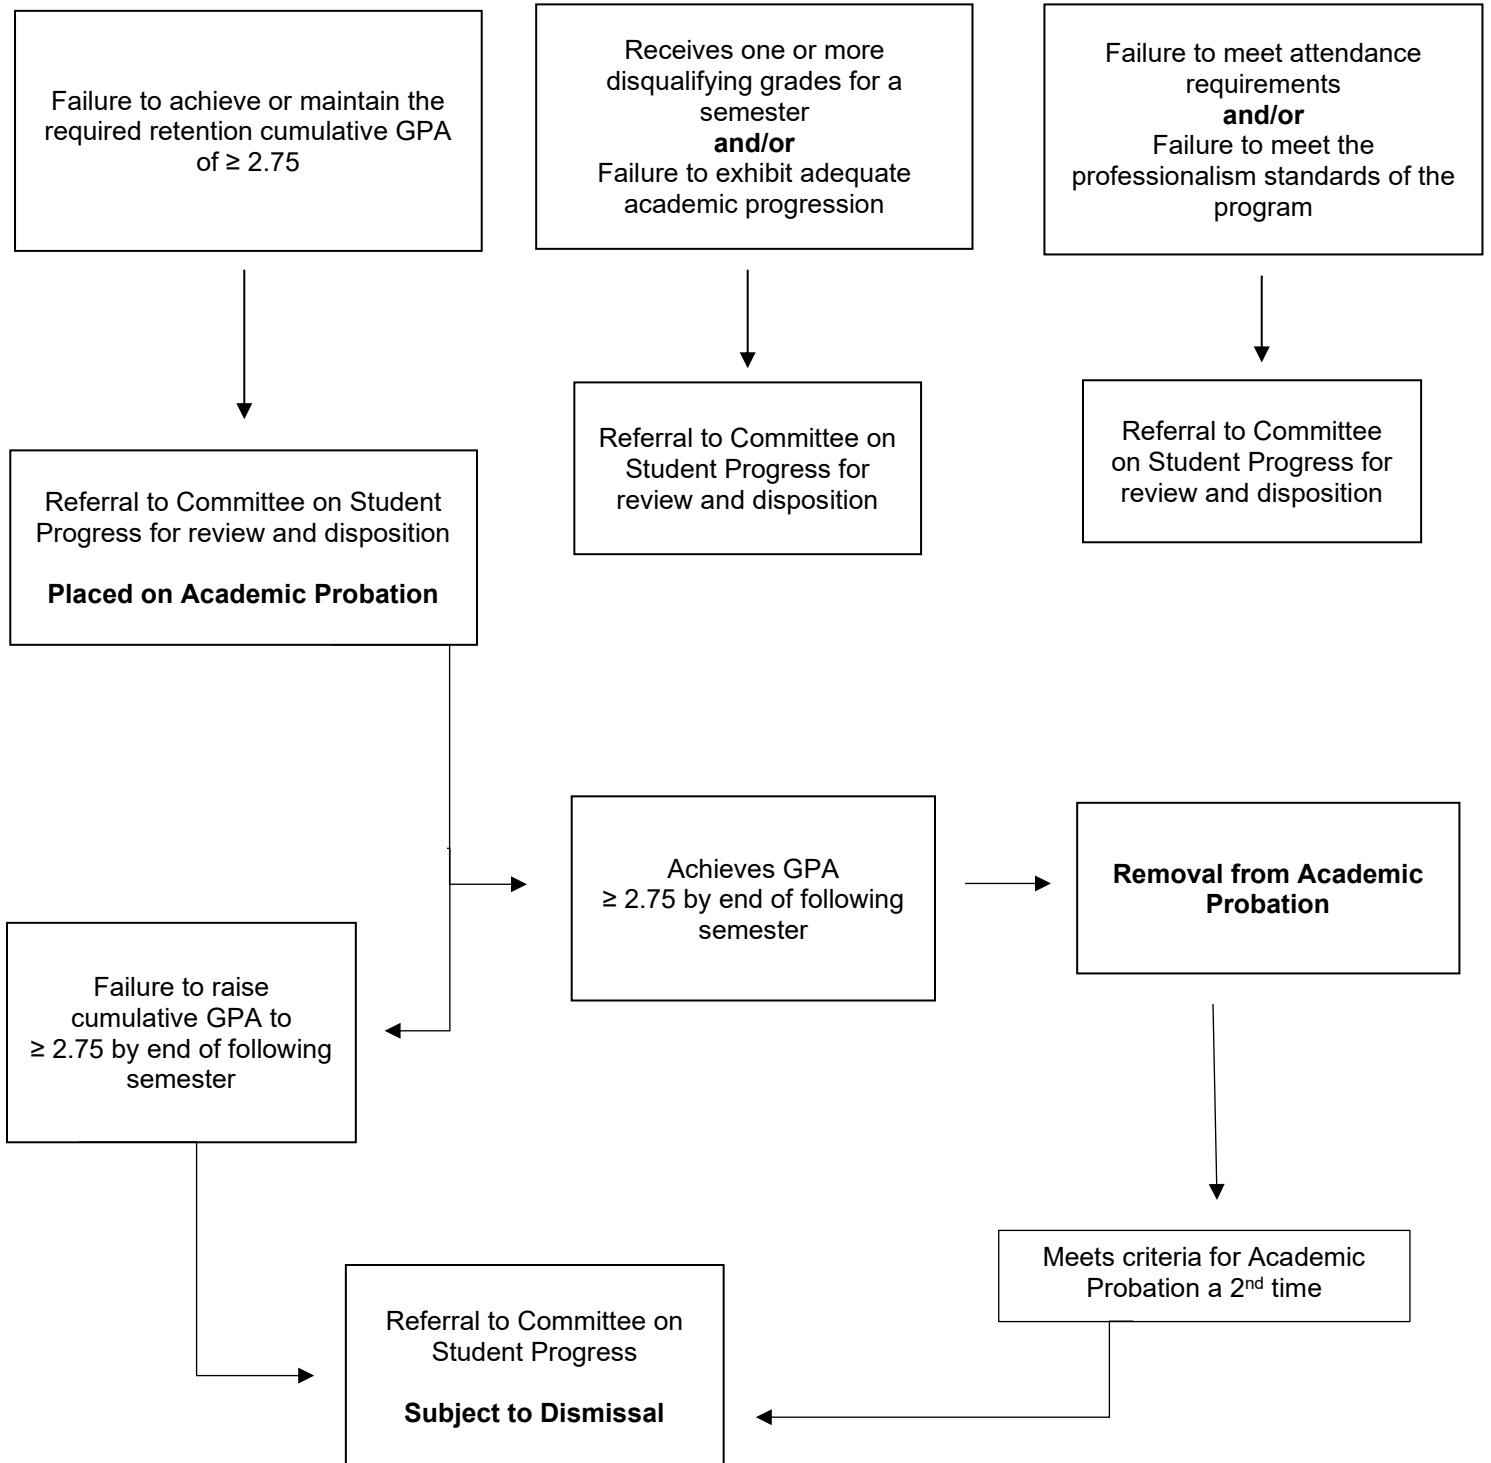 Failure to achieve or maintain the
required retention cumulative GPA
of ≥ 2.75
Receives one or more
disqualifying grades for a
semester
and/or
Failure to exhibit adequate
academic progression
Failure to meet attendance
requirements
and/or
Failure to meet the
professionalism standards of the
program
Referral to Committee on Student
Progress for review and disposition
Placed on Academic Probation
Referral to Committee on
Student Progress for
review and disposition
Referral to Committee
on Student Progress for
review and disposition
Achieves GPA
≥ 2.75 by end of following
semester
Removal from Academic
Probation
Failure to raise
cumulative GPA to
≥ 2.75 by end of following
semester
Meets criteria for Academic
Probation a 2nd time
Referral to Committee on
Student Progress
Subject to Dismissal